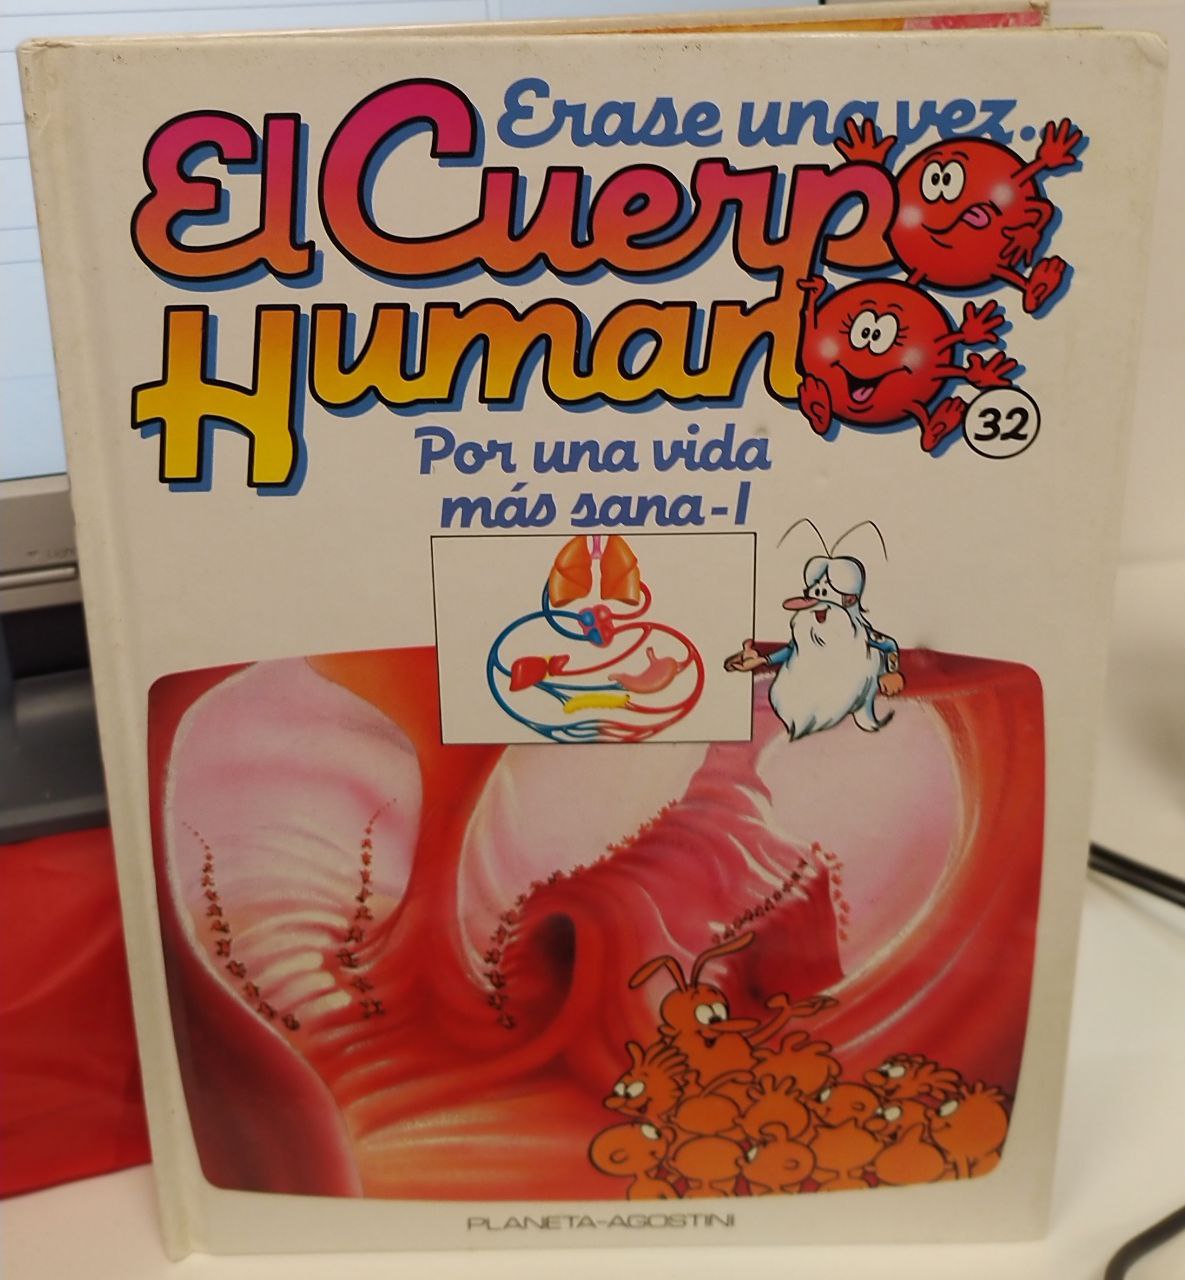 Erase una vez...
El Cuerpo
Humano
32
Por una vida
más sana-I
PLANETA-AGOSTINI